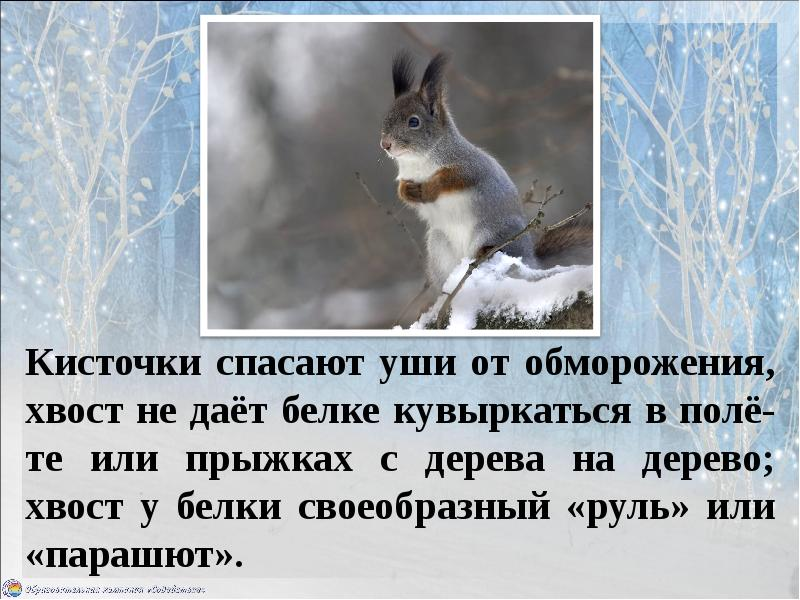 Кисточки спасают уши от обморожения,
хвост не даёт белке кувыркаться в полё-
те или прыжках с дерева на дерево;
хвост у белки своеобразный «руль» или
«парашют».